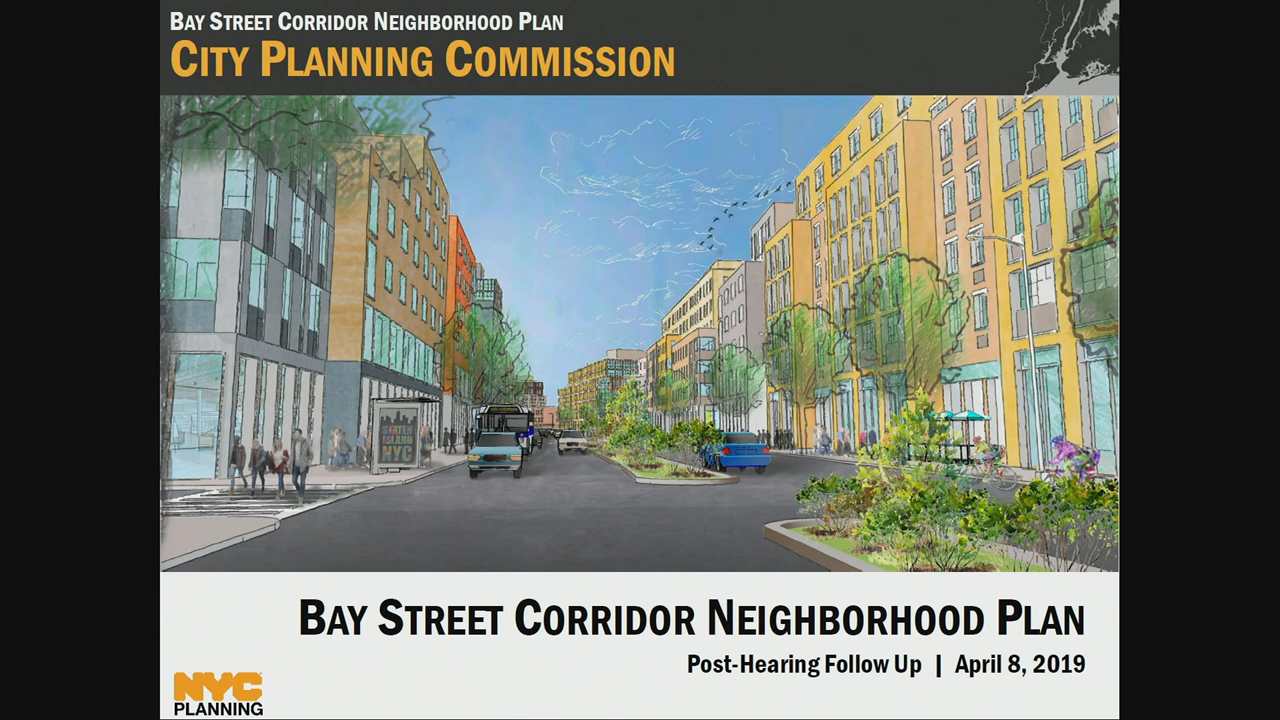 BAY STREET CORRIDOR NEIGHBORHOOD PLAN
CITY PLANNING COMMISSION
STATEN
ISLAND
NYC
BAY STREET CORRIDOR NEIGHBORHOOD PLAN
Post-Hearing Follow Up | April 8, 2019
NYC
PLANNING